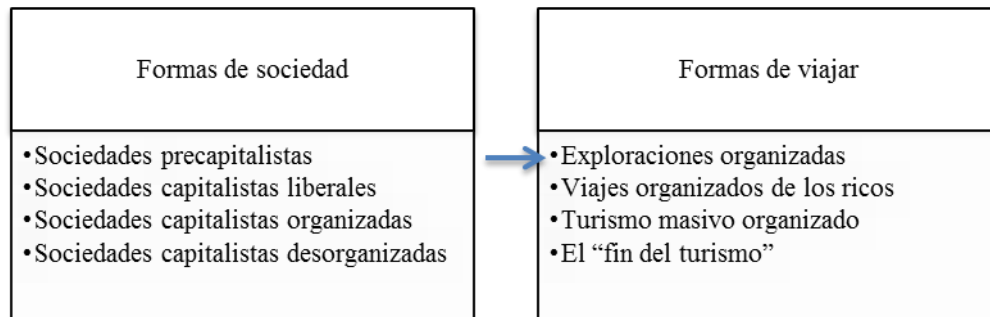 Formas de sociedad
•Sociedades precapitalistas
•Sociedades capitalistas liberales
•Sociedades capitalistas organizadas
•Sociedades capitalistas desorganizadas
Formas de viajar
•Exploraciones organizadas
•Viajes organizados de los ricos
•Turismo masivo organizado
•El “fin del turismo”